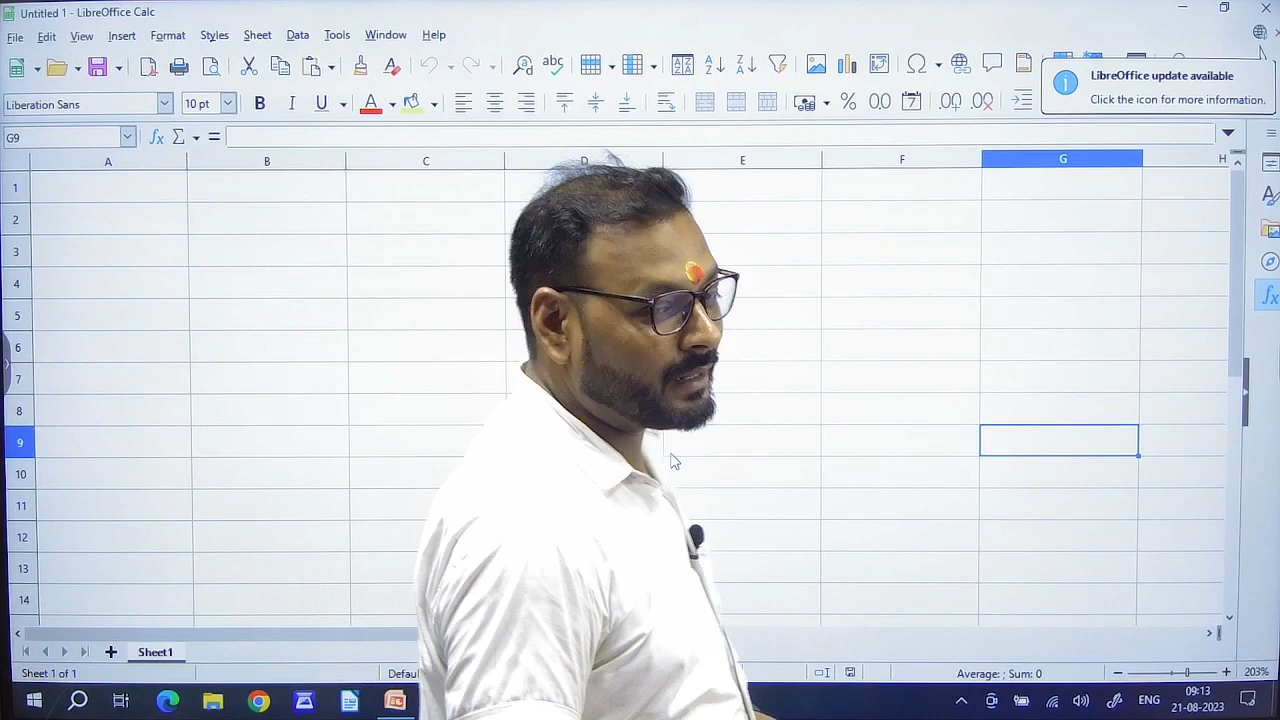 Untitled 1 - LibreOffice Calc
File Edit View Insert Format Styles Sheet Data Tools Window Help
LibreOffice update available
Click the icon for more information.
Liberation Sans 10 pt B I U A
G9 fx Σ =
A B C D E F G H
1
2
3
4
6
7
8
9
10
11
12
13
14
Sheet1
Sheet 1 of 1 Defau Average: ; Sum: 0 203%
ENG 09:13
21-08-2023